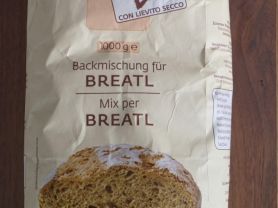 CON LIEVITO SECCO
1000 g e
Backmischung für
BREATL
Mix per
BREATL